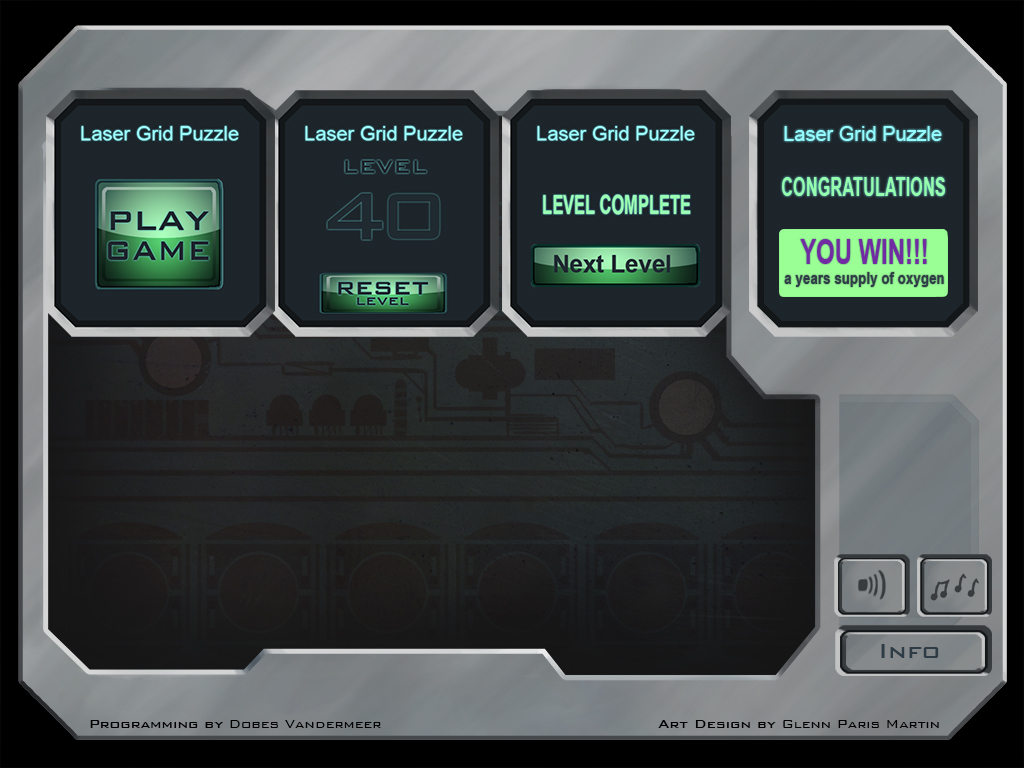 Laser Grid Puzzle
PLAY
GAME
Laser Grid Puzzle
LEVEL
40
RESET
LEVEL
Laser Grid Puzzle
LEVEL COMPLETE
Next Level
Laser Grid Puzzle
CONGRATULATIONS
YOU WIN!!!
a years supply of oxygen
Info
Programming by Dobes Vandermeer
Art Design by Glenn Paris Martin